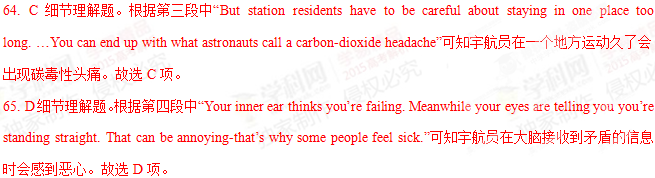 64. C 细节理解题。根据第三段中“But station residents have to be careful about staying in one place too
long. …You can end up with what astronauts call a carbon-dioxide headache”可知宇航员在一个地方运动久了会
出现碳毒性头痛。故选 C 项。
65. D细节理解题。根据第四段中“Your inner ear thinks you’re failing. Meanwhile your eyes are telling you you’re
standing straight. That can be annoying-that’s why some people feel sick.”可知宇航员在大脑接收到矛盾的信息
时会感到恶心。故选 D 项。